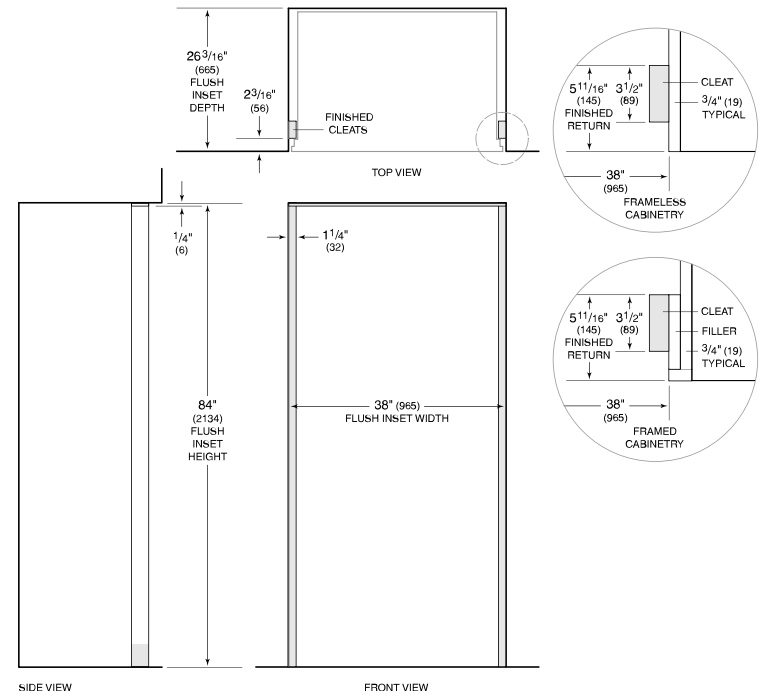 26 3/16"
(665)
FLUSH
INSET
DEPTH
2 3/16"
(56)
FINISHED
CLEATS
TOP VIEW
5 11/16"
(145)
FINISHED
RETURN
3 1/2"
(89)
CLEAT
3/4" (19)
TYPICAL
38"
(965)
FRAMELESS
CABINETRY
1/4"
(6)
1 1/4"
(32)
5 11/16"
(145)
FINISHED
RETURN
3 1/2"
(89)
CLEAT
FILLER
3/4" (19)
TYPICAL
38"
(965)
FRAMED
CABINETRY
84"
(2134)
FLUSH
INSET
HEIGHT
38" (965)
FLUSH INSET WIDTH
SIDE VIEW
FRONT VIEW